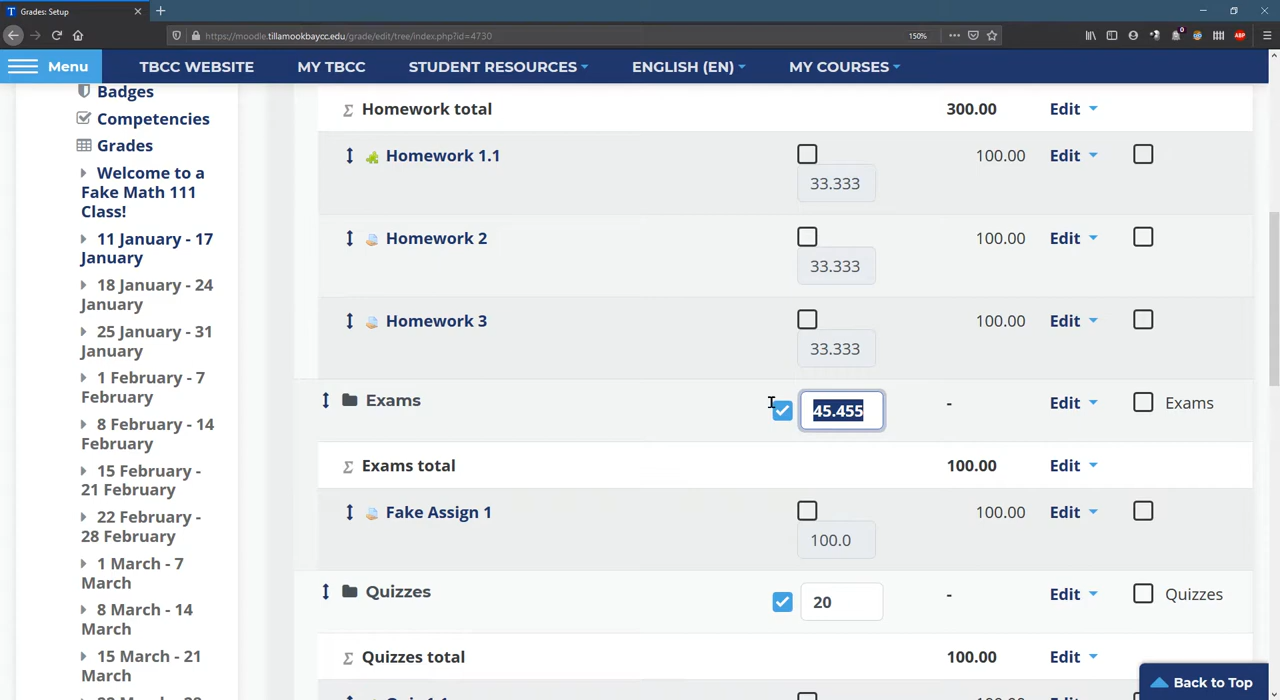 Grades: Setup
https://moodle.tillamookbaycc.edu/grade/edit/tree/index.php?id=4730
150%
ABP
Menu
TBCC WEBSITE
MY TBCC
STUDENT RESOURCES
ENGLISH (EN)
MY COURSES
Badges
Competencies
Grades
Welcome to a
Fake Math 111
Class!
11 January - 17
January
18 January - 24
January
25 January - 31
January
1 February - 7
February
8 February - 14
February
15 February -
21 February
22 February -
28 February
1 March - 7
March
8 March - 14
March
15 March - 21
March
Homework total 300.00 Edit
Homework 1.1 100.00 Edit
33.333
Homework 2 100.00 Edit
33.333
Homework 3 100.00 Edit
33.333
Exams 45.455 - Edit Exams
Exams total 100.00 Edit
Fake Assign 1 100.00 Edit
100.0
Quizzes 20 - Edit Quizzes
Quizzes total 100.00 Edit
Back to Top